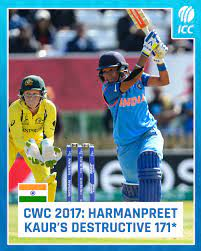 ICC
INDIA
CWC 2017: HARMANPREET
KAUR'S DESTRUCTIVE 171*